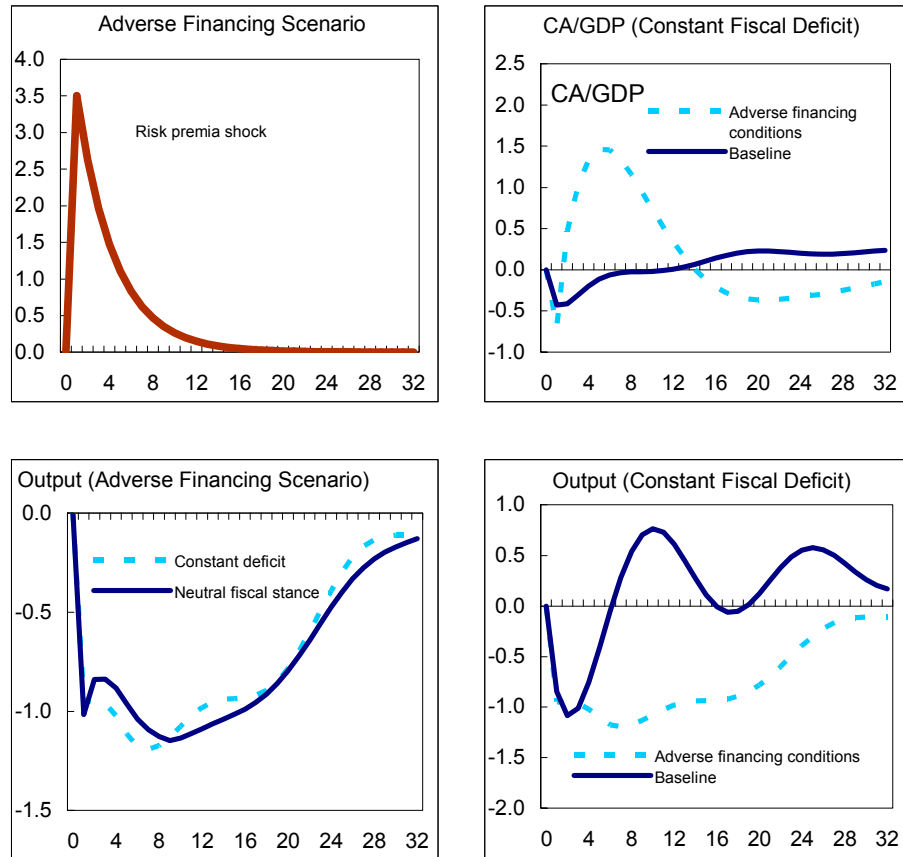 Adverse Financing Scenario
4.0
3.5
3.0
2.5
2.0
1.5
1.0
0.5
0.0
Risk premia shock
0 4 8 12 16 20 24 28 32
CA/GDP (Constant Fiscal Deficit)
2.5
2.0
1.5
1.0
0.5
0.0
-0.5
-1.0
CA/GDP
Adverse financing
conditions
Baseline
0 4 8 12 16 20 24 28 32
Output (Adverse Financing Scenario)
0.0
-0.5
-1.0
-1.5
Constant deficit
Neutral fiscal stance
0 4 8 12 16 20 24 28 32
Output (Constant Fiscal Deficit)
1.0
0.5
0.0
-0.5
-1.0
-1.5
-2.0
Adverse financing conditions
Baseline
0 4 8 12 16 20 24 28 32